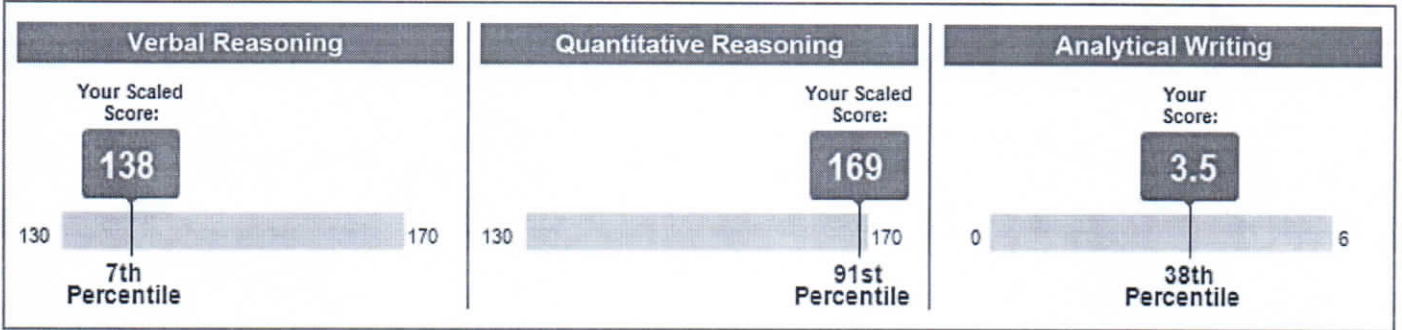 Verbal Reasoning
Your Scaled
Score:
138
130
170
7th
Percentile
Quantitative Reasoning
Your Scaled
Score:
169
130
170
91st
Percentile
Analytical Writing
Your
Score:
3.5
0
6
38th
Percentile